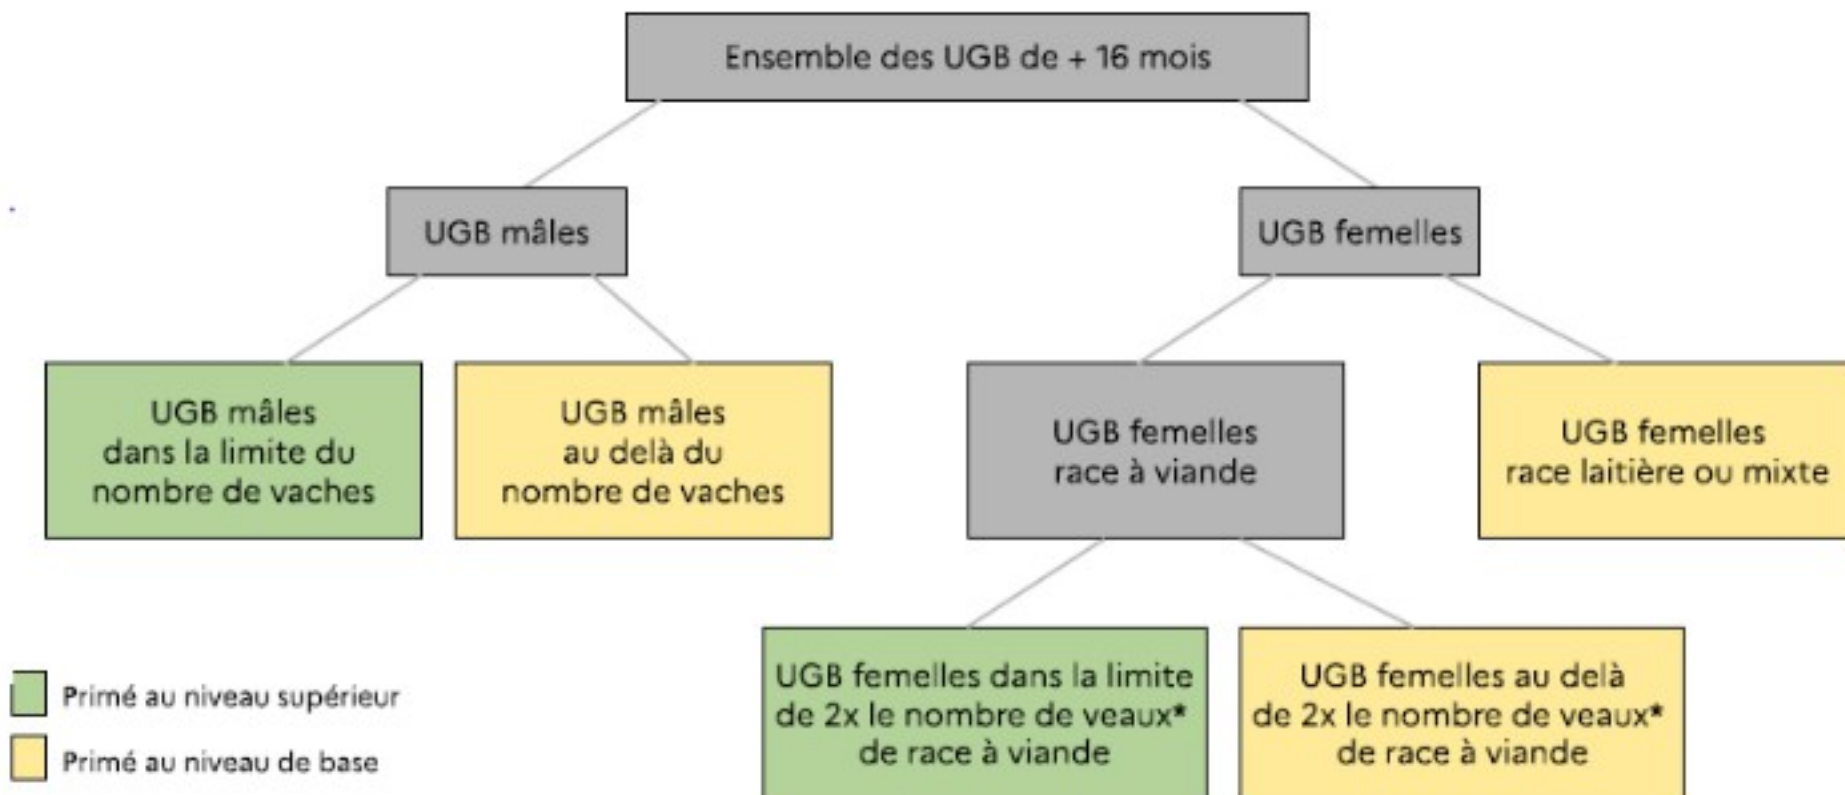 Ensemble des UGB de + 16 mois
UGB mâles
UGB femelles
UGB mâles
dans la limite du
nombre de vaches
UGB mâles
au delà du
nombre de vaches
UGB femelles
race à viande
UGB femelles
race laitière ou mixte
UGB femelles dans la limite
de 2x le nombre de veaux*
de race à viande
UGB femelles au delà
de 2x le nombre de veaux*
de race à viande
Primé au niveau supérieur
Primé au niveau de base